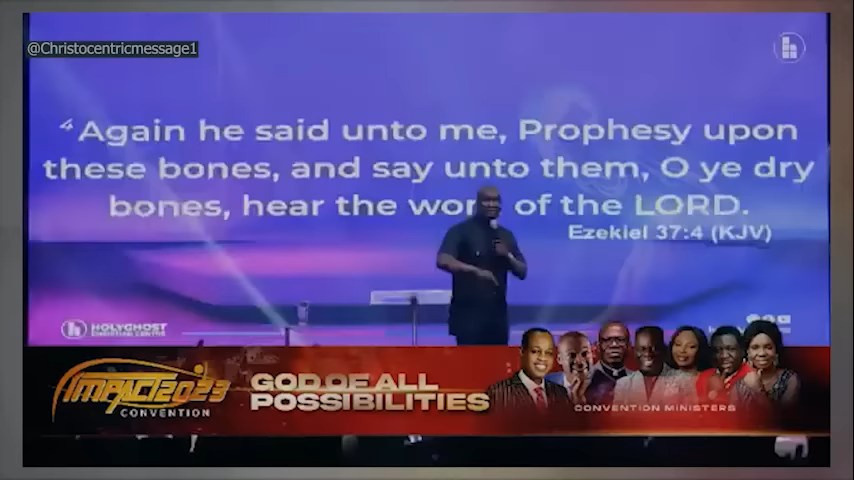 @Christocentricmessage1
4 Again he said unto me, Prophesy upon
these bones, and say unto them, O ye dry
bones, hear the wor of the LORD.
Ezekiel 37:4 (KJV)
HOLYGHOST
IMPACT2023
CONVENTION
GOD OF ALL
POSSIBILITIES
CONVENTION MINISTERS